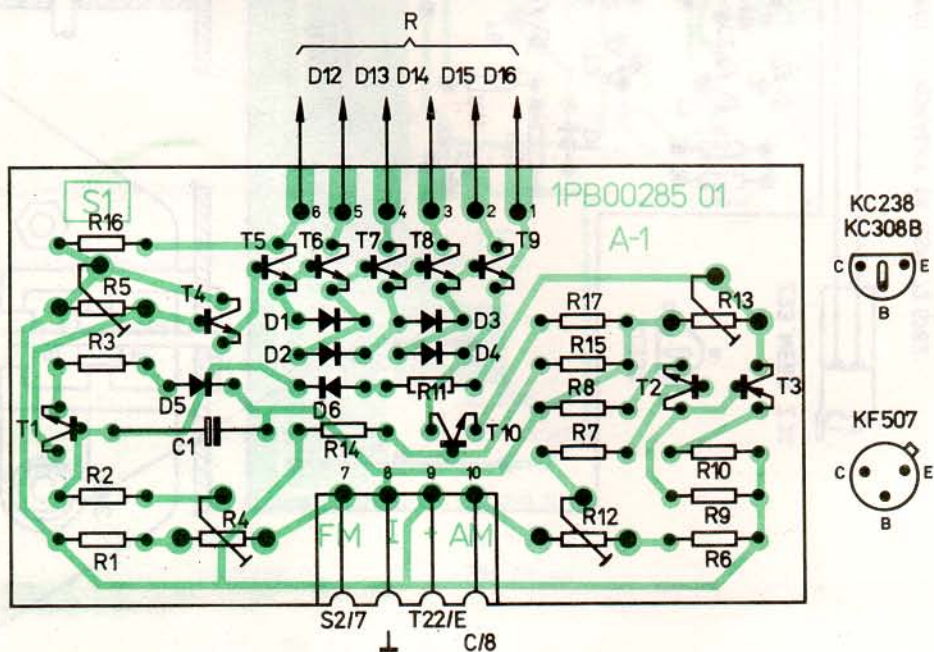 R
D12 D13 D14 D15 D16
S1
R16
6 5 4 3 2 1
1PB00285 01
A-1
T5 T6 T7 T8 T9
R5
T4
R3
D1
D2
D3
D4
D5
D6
R11
R17
R15
R8
R7
R13
T2
T3
T1
C1
R14
T10
R10
R2
R9
R4
7 8 9 10
R12
R1
R6
FM I + AM
S2/7
T22/E
C/8
KC238
KC308B
C
E
B
KF507
C
E
B